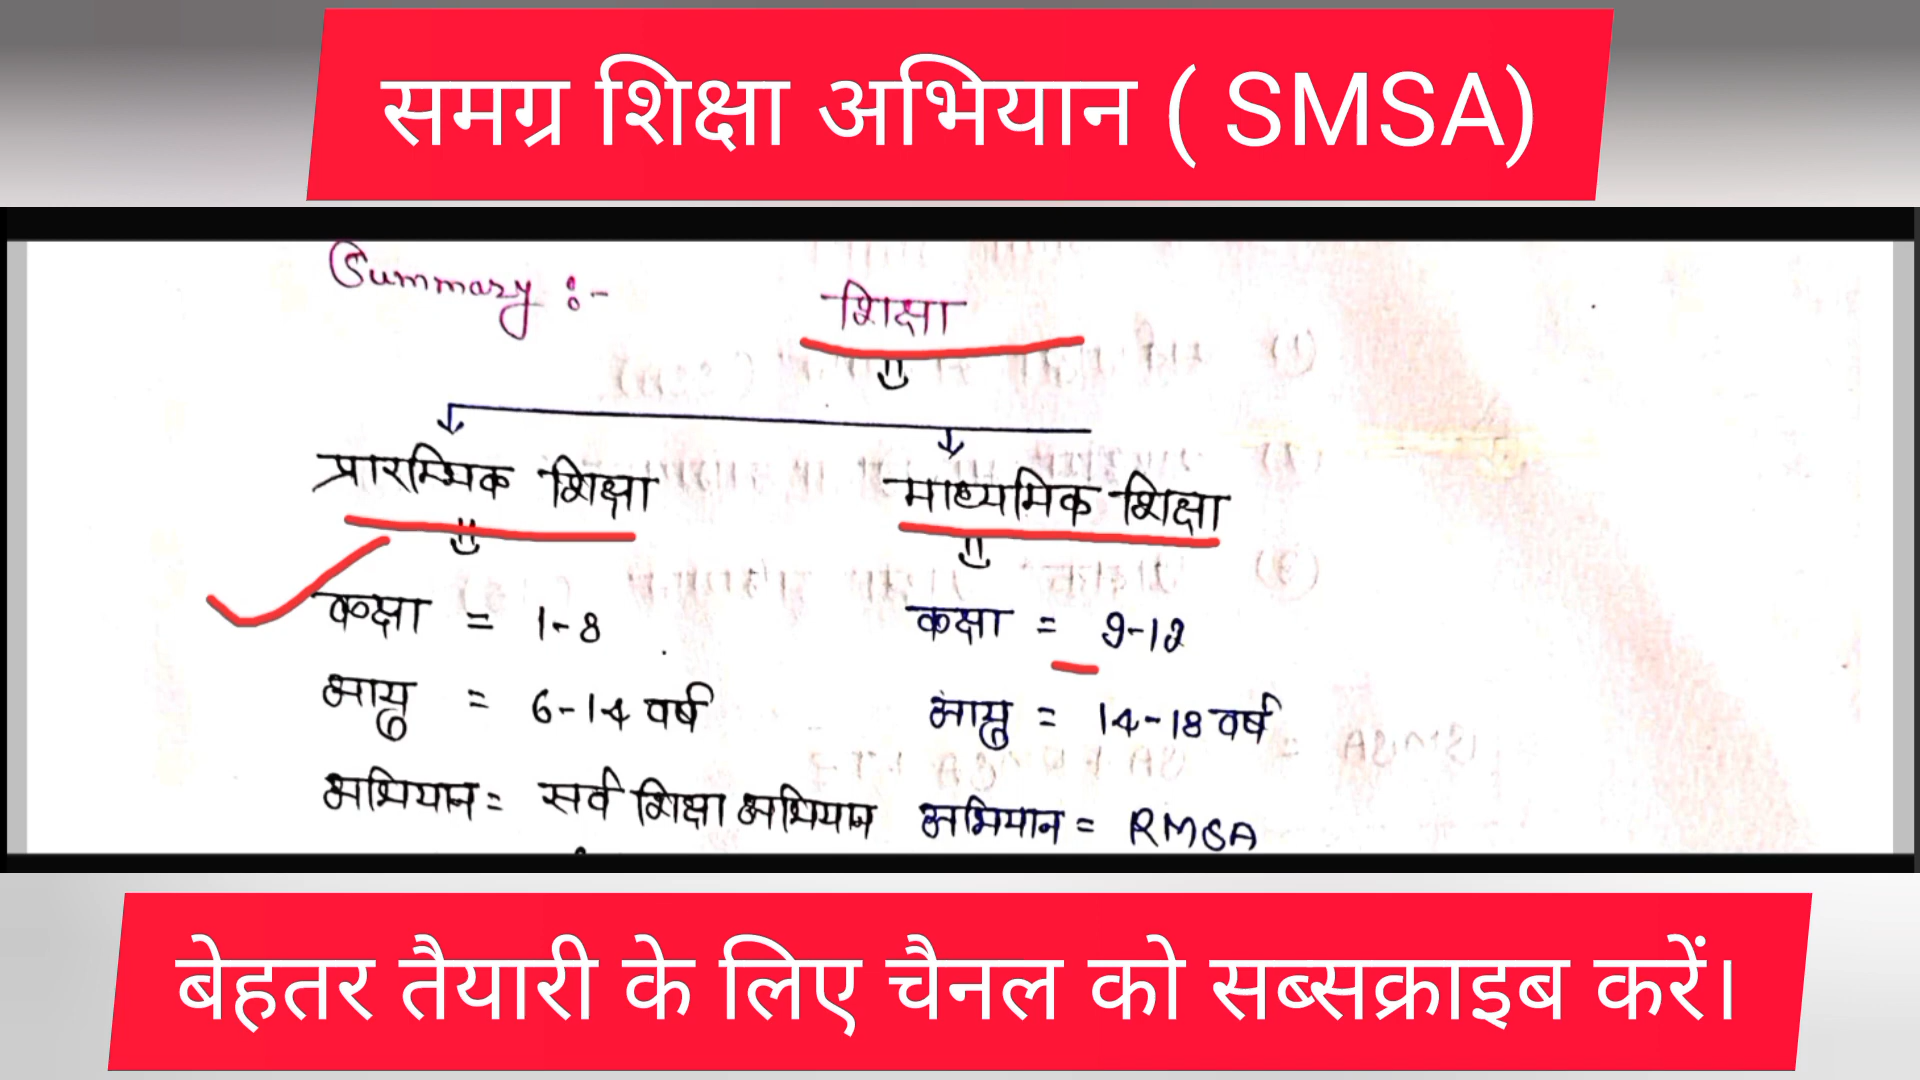 समग्र शिक्षा अभियान ( SMSA)
Summary :-
शिक्षा
प्रारम्भिक शिक्षा
माध्यमिक शिक्षा
कक्षा = 1-8
कक्षा = 9-12
आयु = 6-14 वर्ष
आयु = 14-18 वर्ष
अभियान = सर्व शिक्षा अभियान
अभियान = RMSA
बेहतर तैयारी के लिए चैनल को सब्सक्राइब करें।